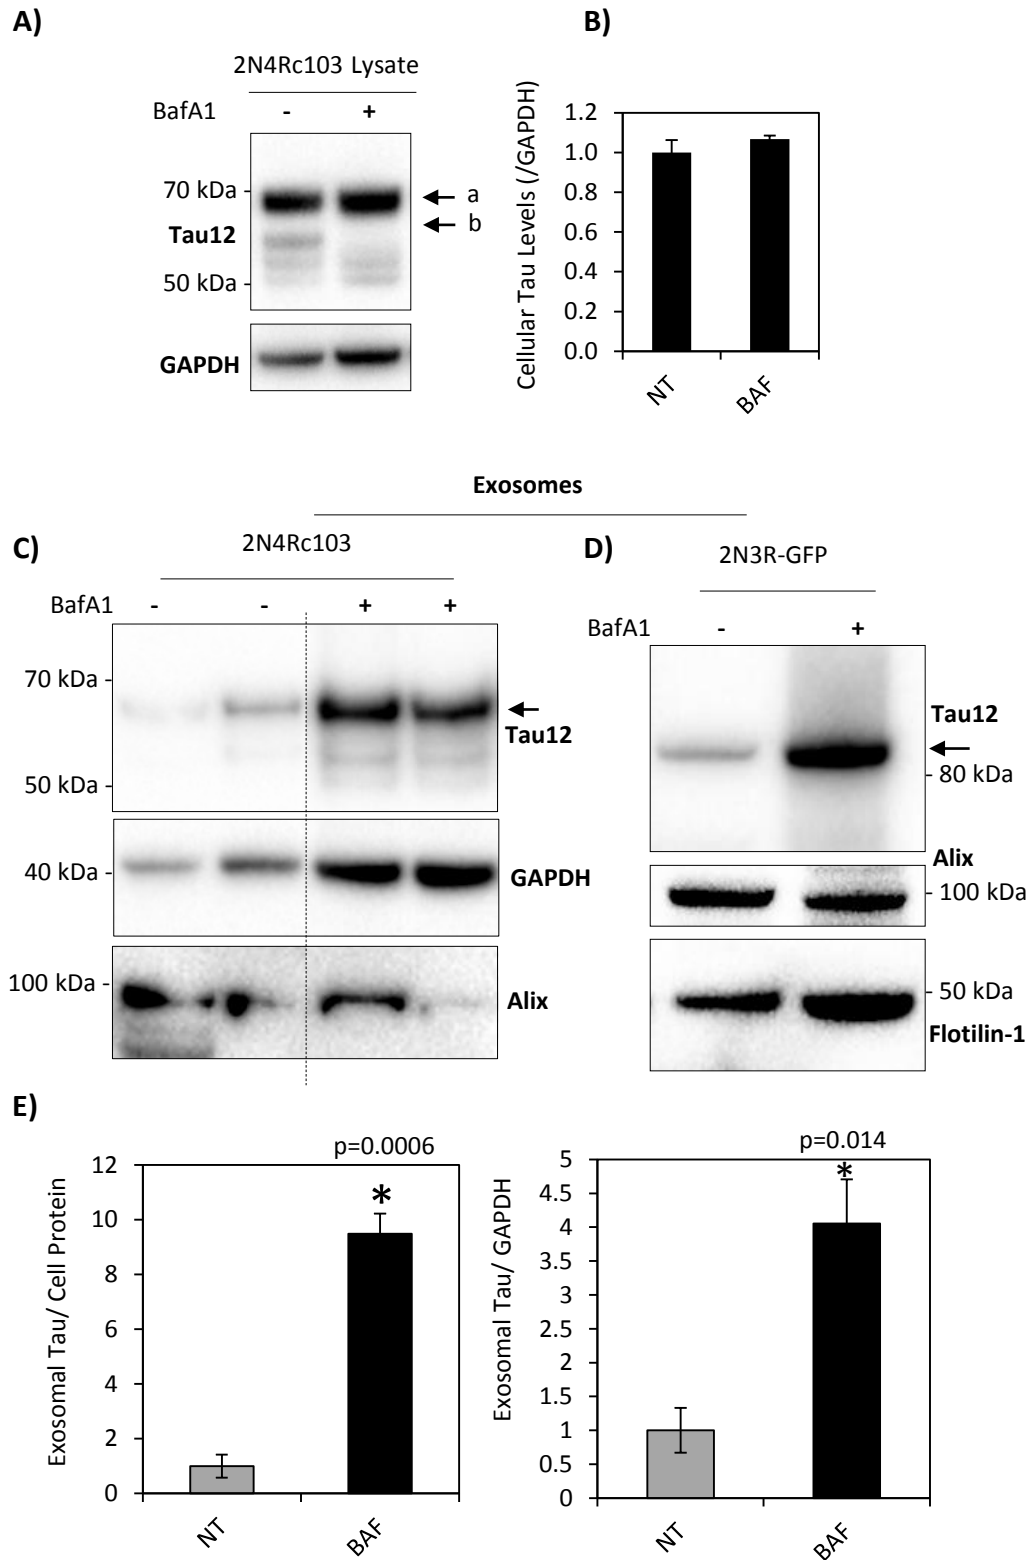 A)
2N4Rc103 Lysate
BafA1 - +
70 kDa
a
b
Tau12
50 kDa
GAPDH
B)
Cellular Tau Levels (/GAPDH)
1.2
1.0
0.8
0.6
0.4
0.2
0.0
NT BAF
Exosomes
C)
2N4Rc103
BafA1 - - + +
70 kDa
Tau12
50 kDa
40 kDa
GAPDH
100 kDa
Alix
D)
2N3R-GFP
BafA1 - +
Tau12
80 kDa
Alix
100 kDa
50 kDa
Flotilin-1
E)
p=0.0006
*
Exosomal Tau/ Cell Protein
12
10
8
6
4
2
0
NT BAF
p=0.014
*
Exosomal Tau/ GAPDH
5
4.5
4
3.5
3
2.5
2
1.5
1
0.5
0
NT BAF